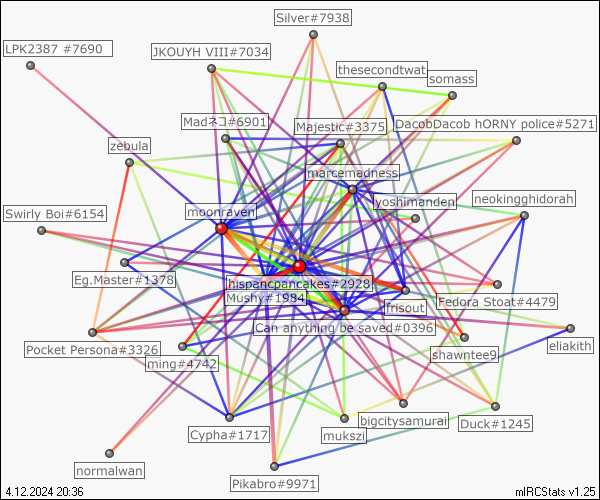 Silver#7938
LPK2387 #7690
JKOUYH VIII#7034
thesecondtwat
somass
Madネコ#6901
Majestic#3375
DacobDacob hORNY police#5271
zebula
marcemadness
yoshimanden
neokingghidorah
moonraven
Swirly Boi#6154
Eg.Master#1378
hispancpancakes#2928
Mushy#1984
frisout
Fedora Stoat#4479
Can anything be saved#0396
Pocket Persona#3326
ming#4742
shawntee9
eliakith
Cypha#1717
mukszi
bigcitysamurai
Duck#1245
normalwan
Pikabro#9971
4.12.2024 20:36
mIRCStats v1.25